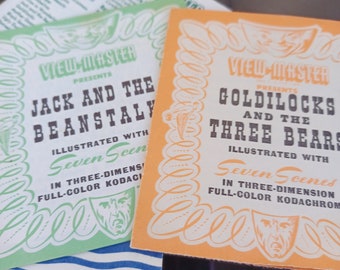 VIEW-MASTER
PRESENTS
JACK AND THE
BEANSTALK
ILLUSTRATED WITH
Seven Scenes
IN THREE-DIMENSION
FULL-COLOR KODACHROME
VIEW-MASTER
PRESENTS
GOLDILOCKS
AND THE
THREE BEARS
ILLUSTRATED WITH
Seven Scenes
IN THREE-DIMENSION
FULL-COLOR KODACHROM